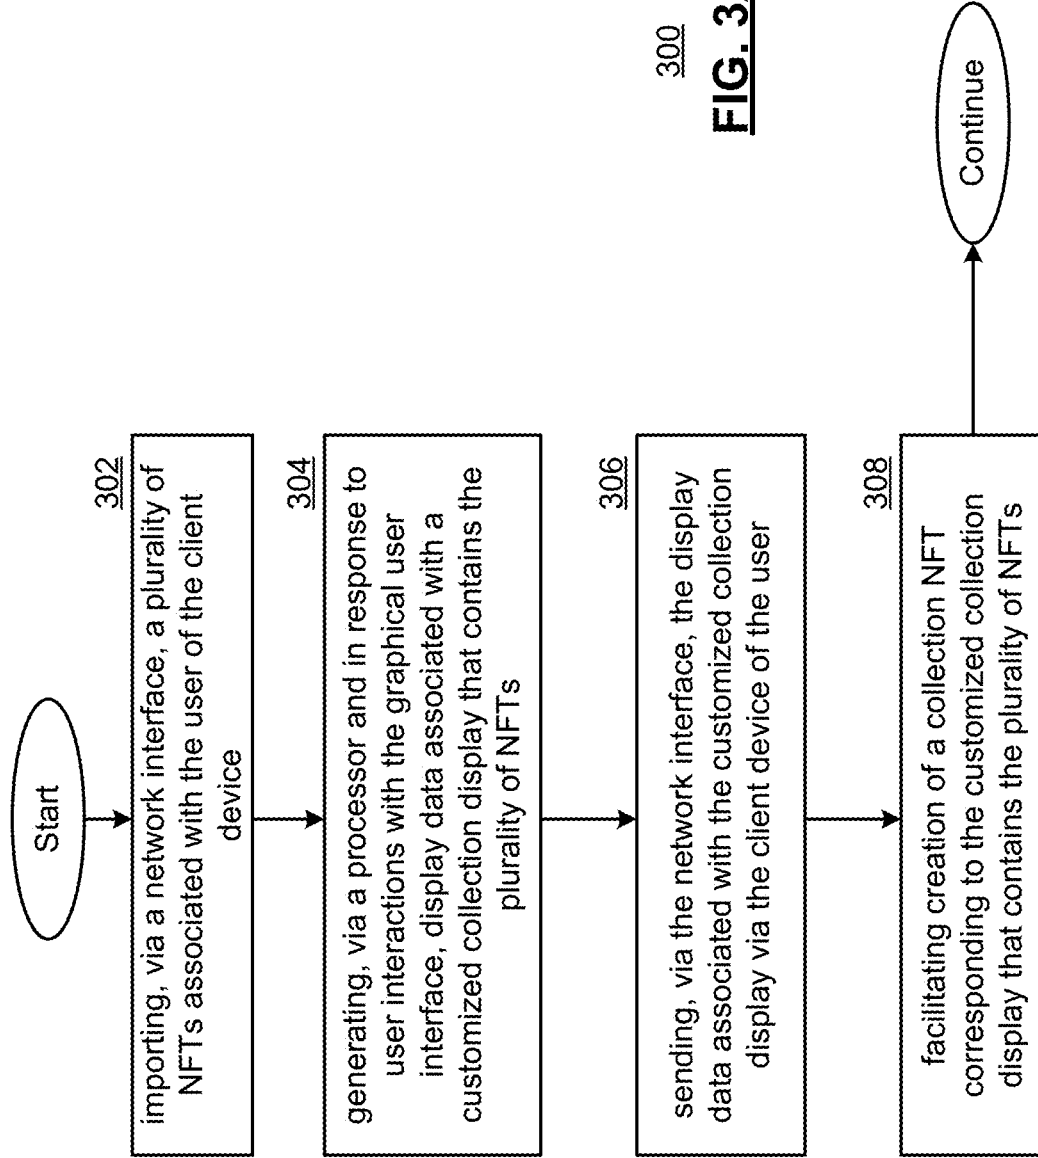 Start
302
importing, via a network interface, a plurality of
NFTs associated with the user of the client
device
304
generating, via a processor and in response to
user interactions with the graphical user
interface, display data associated with a
customized collection display that contains the
plurality of NFTs
306
sending, via the network interface, the display
data associated with the customized collection
display via the client device of the user
308
facilitating creation of a collection NFT
corresponding to the customized collection
display that contains the plurality of NFTs
Continue
300
FIG. 3